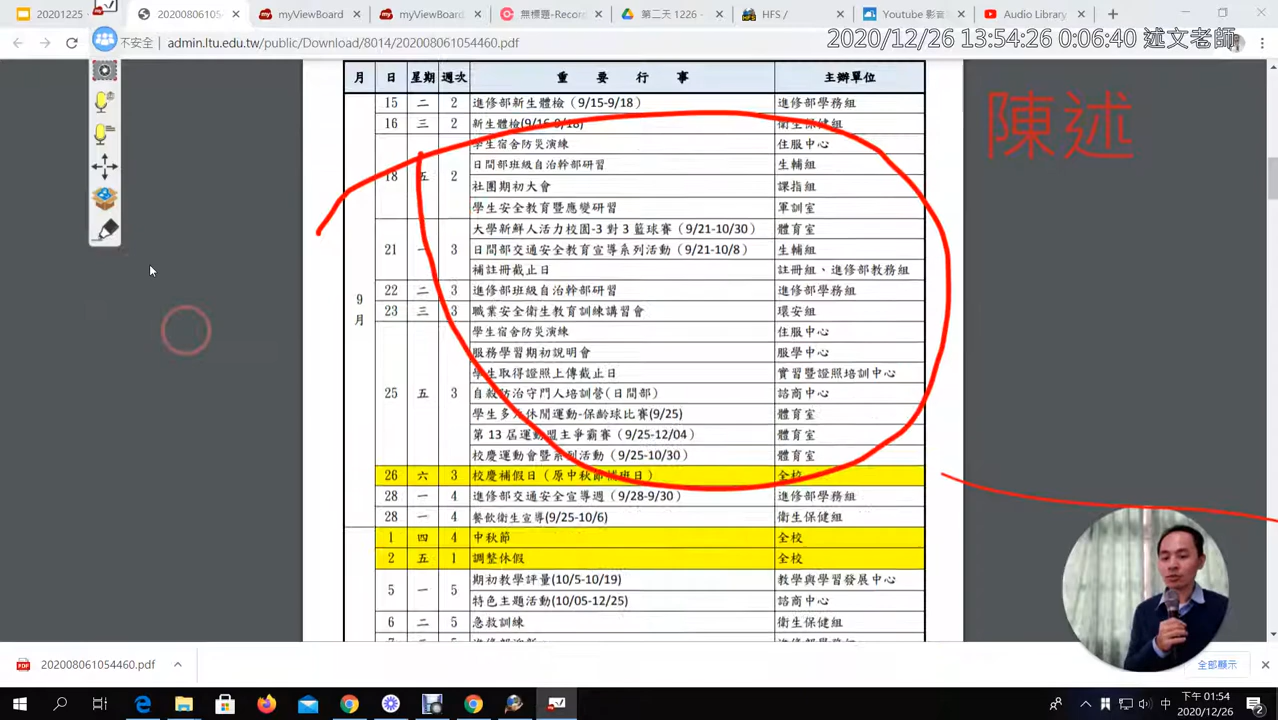 20201225
202008061054
myViewBoard
myViewBoard
無標題-Recor
第二天 1226 -
HFS /
Youtube 影音
Audio Library
不安全 admin.ltu.edu.tw/public/Download/8014/202008061054460.pdf
2020/12/26 13:54:26 0:06:40 述文老師
陳述
月 日 星期 週次 重 要 行 事 主辦單位
15 二 2 進修部新生體檢(9/15-9/18) 進修部學務組
16 三 2 新生體檢(9/16-9/18) 衛生保健組
18 五 2 學生宿舍防災演練 住服中心
日間部班級自治幹部研習 生輔組
社團期初大會 課指組
學生安全教育暨應變研習 軍訓室
21 一 3 大學新鮮人活力校園-3 對 3 籃球賽(9/21-10/30) 體育室
日間部交通安全教育宣導系列活動(9/21-10/8) 生輔組
補註冊截止日 註冊組、進修部教務組
22 二 3 進修部班級自治幹部研習 進修部學務組
9月
23 三 3 職業安全衛生教育訓練講習會 環安組
25 五 3 學生宿舍防災演練 住服中心
服務學習期初說明會 服學中心
學生取得證照上傳截止日 實習暨證照培訓中心
自殺防治守門人培訓營(日間部) 諮商中心
學生多元休閒運動-保齡球比賽(9/25) 體育室
第 13 屆運動盟主爭霸賽(9/25-12/04) 體育室
校慶運動會暨系列活動(9/25-10/30) 體育室
26 六 3 校慶補假日(原中秋節補班日) 全校
28 一 4 進修部交通安全宣導週(9/28-9/30) 進修部學務組
28 一 4 餐飲衛生宣導(9/25-10/6) 衛生保健組
1 四 4 中秋節 全校
2 五 1 調整休假 全校
5 一 5 期初教學評量(10/5-10/19) 教學與學習發展中心
特色主題活動(10/05-12/25) 諮商中心
6 二 5 急救訓練 衛生保健組
202008061054460.pdf
全部顯示
中
下午 01:54
2020/12/26
2